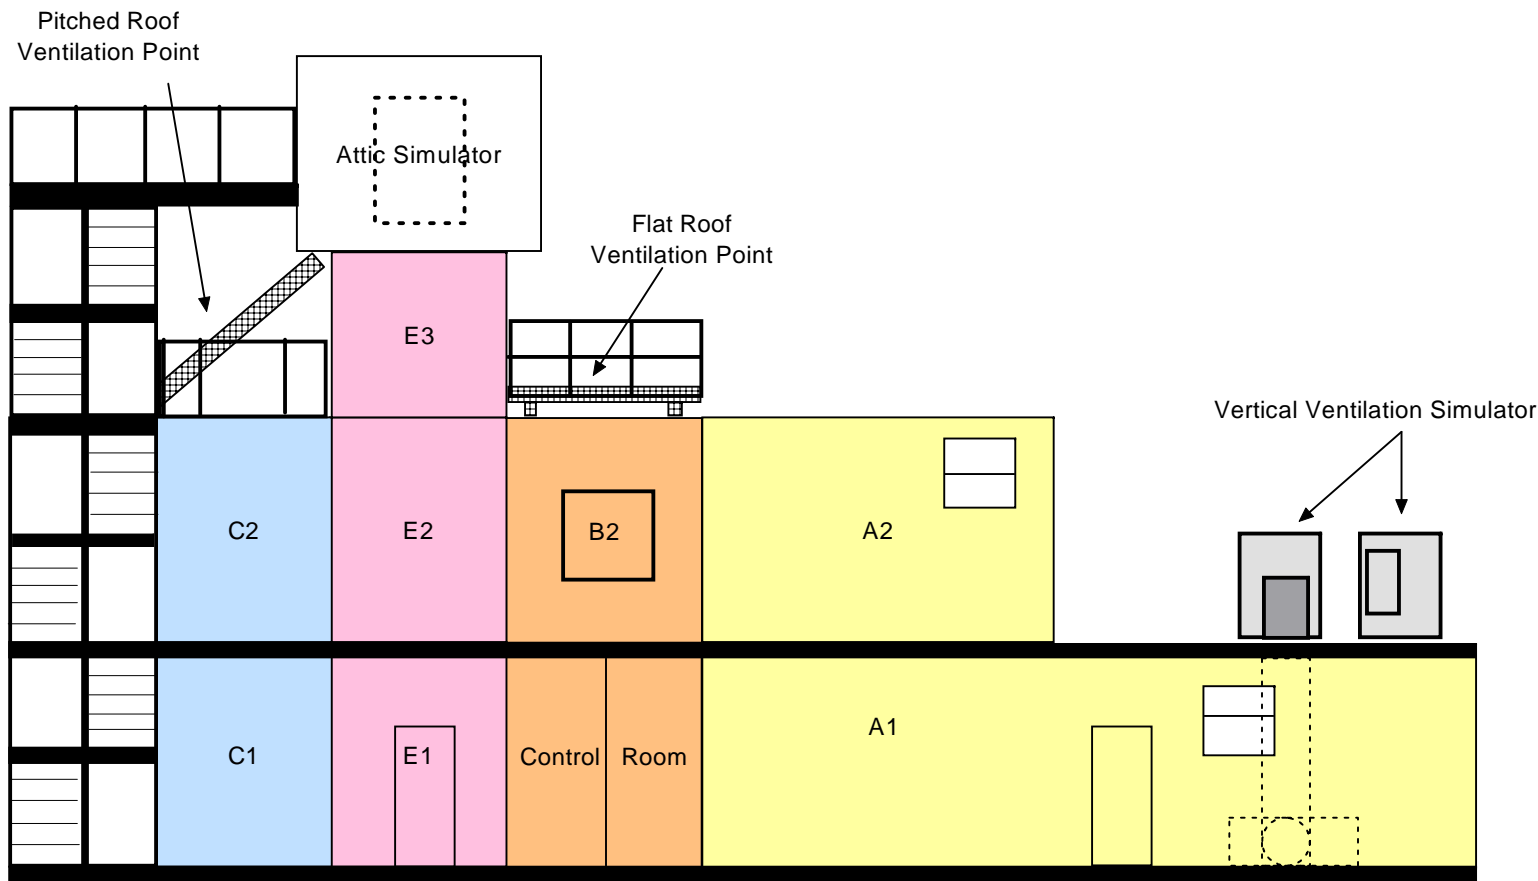 Pitched Roof
Ventilation Point
Attic Simulator
Flat Roof
Ventilation Point
E3
Vertical Ventilation Simulator
C2
E2
B2
A2
C1
E1
Control
Room
A1